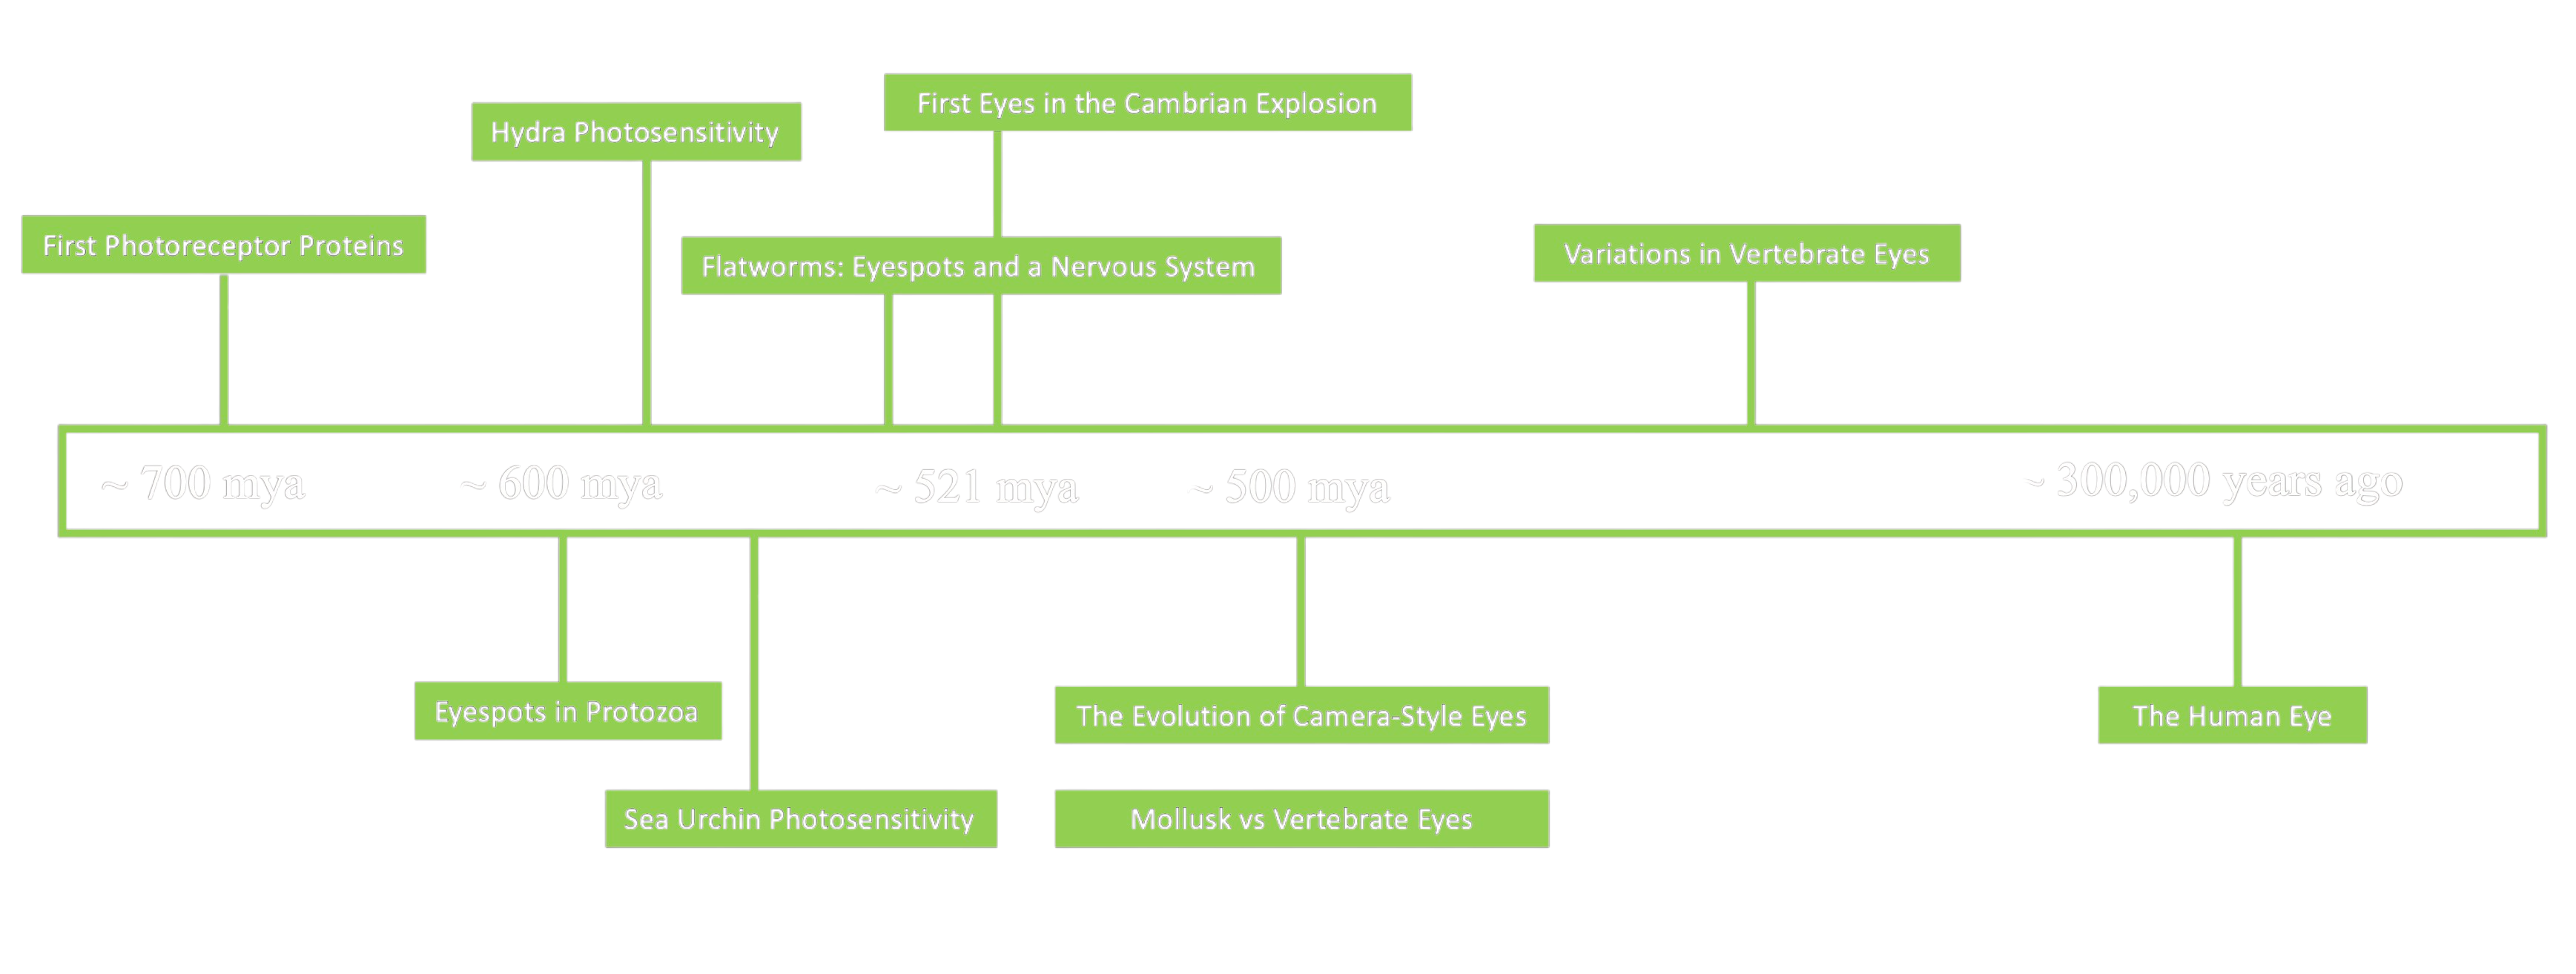 First Eyes in the Cambrian Explosion
Hydra Photosensitivity
First Photoreceptor Proteins
Flatworms: Eyespots and a Nervous System
Variations in Vertebrate Eyes
~ 700 mya
~ 600 mya
~ 521 mya
~ 500 mya
~ 300,000 years ago
Eyespots in Protozoa
The Evolution of Camera-Style Eyes
The Human Eye
Sea Urchin Photosensitivity
Mollusk vs Vertebrate Eyes